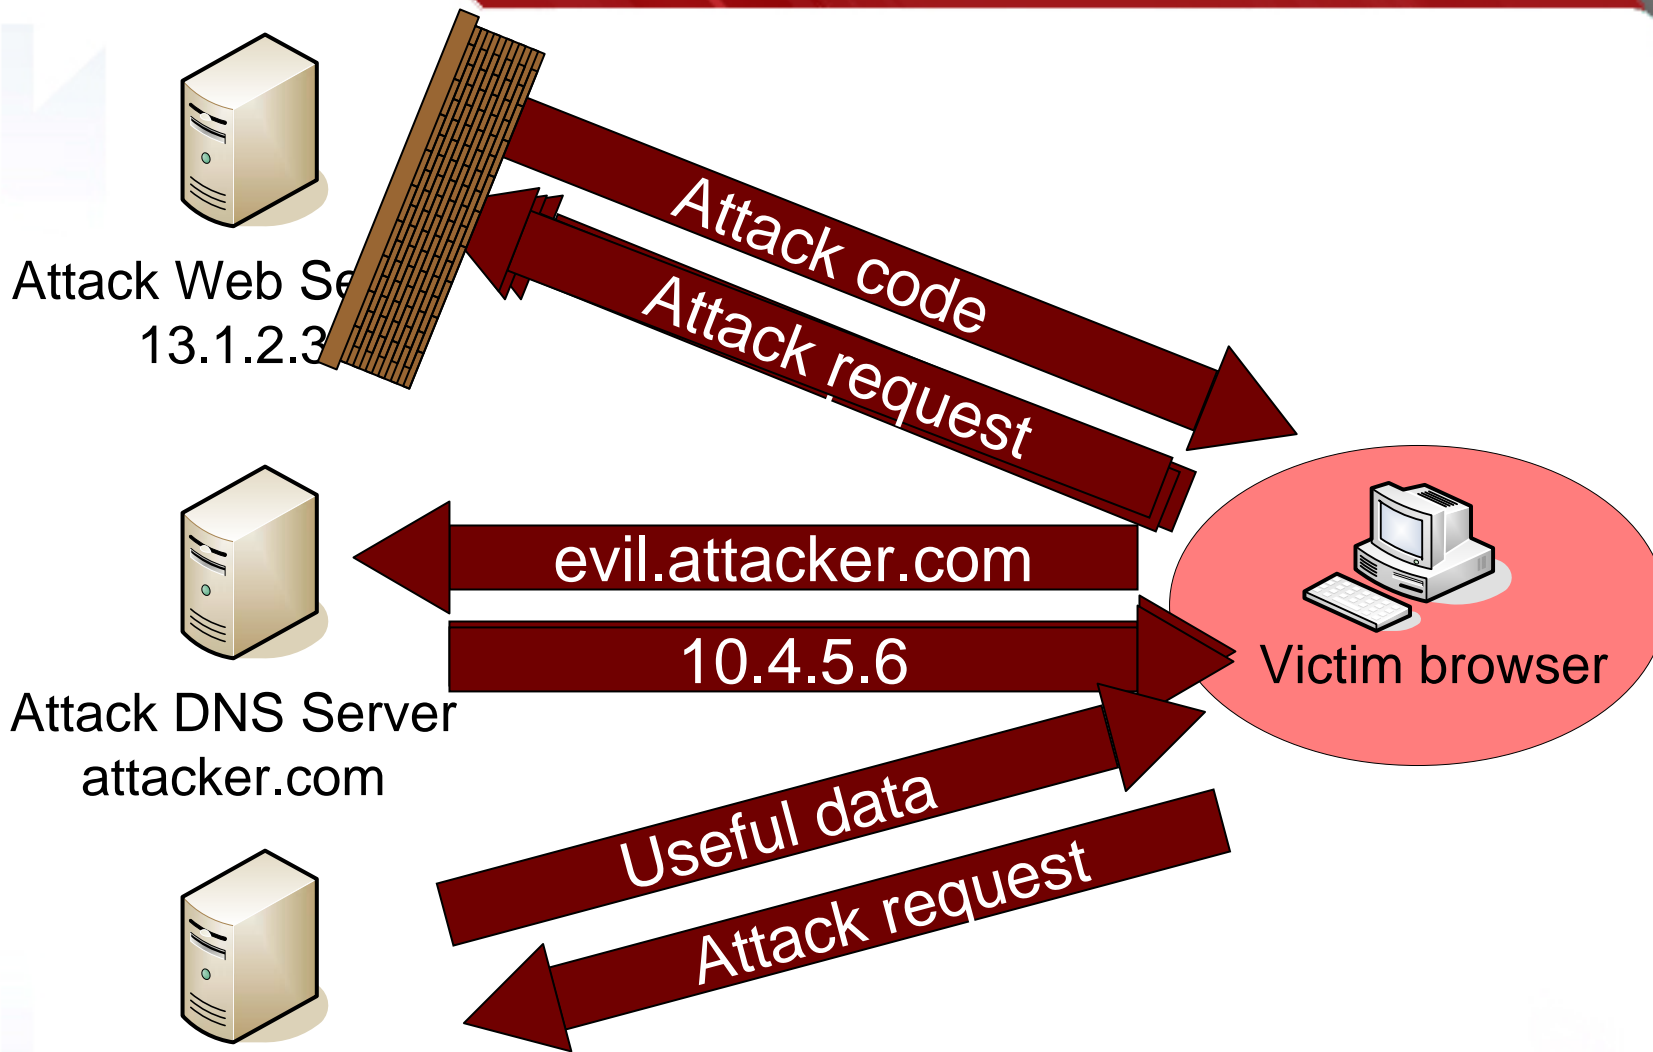 Attack Web Se
13.1.2.3
Attack code
Attack request
evil.attacker.com
10.4.5.6
Attack DNS Server
attacker.com
Victim browser
Useful data
Attack request